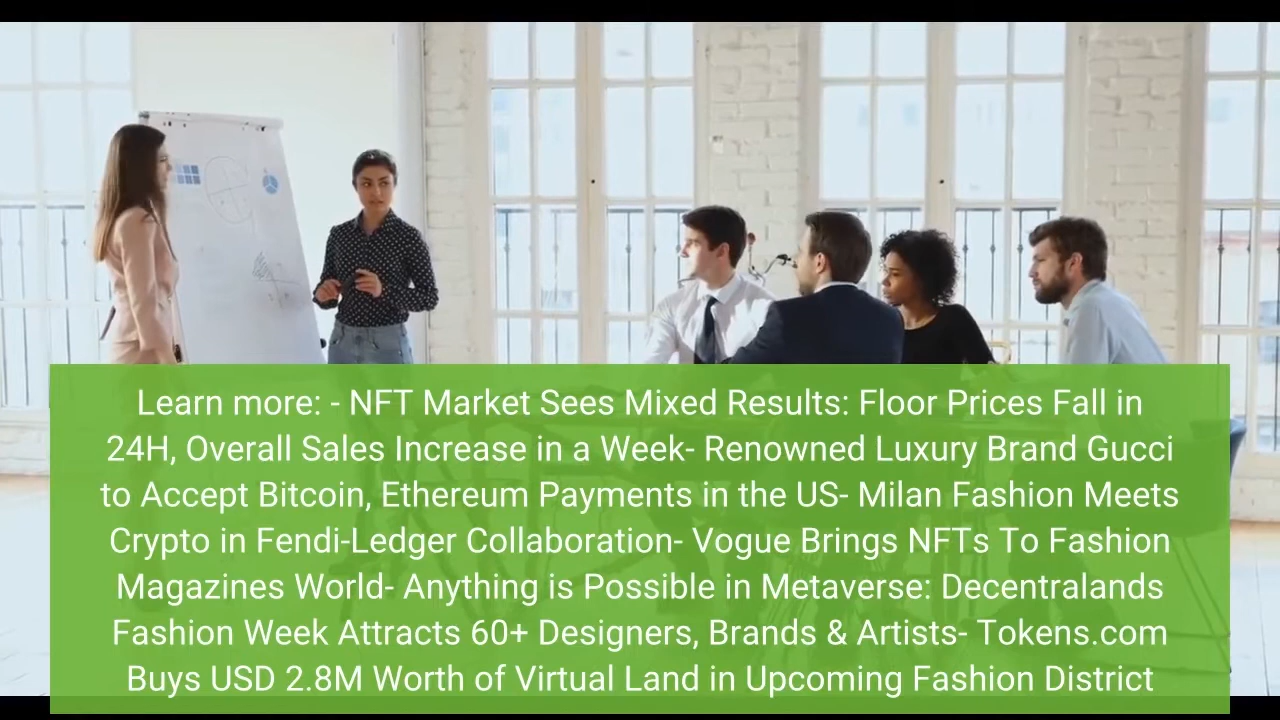 Learn more: - NFT Market Sees Mixed Results: Floor Prices Fall in
24H, Overall Sales Increase in a Week- Renowned Luxury Brand Gucci
to Accept Bitcoin, Ethereum Payments in the US- Milan Fashion Meets
Crypto in Fendi-Ledger Collaboration- Vogue Brings NFTs To Fashion
Magazines World- Anything is Possible in Metaverse: Decentralands
Fashion Week Attracts 60+ Designers, Brands & Artists- Tokens.com
Buys USD 2.8M Worth of Virtual Land in Upcoming Fashion District